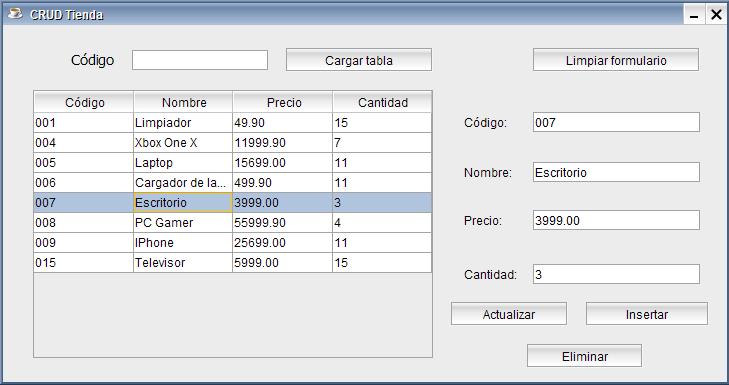 CRUD Tienda
Código Cargar tabla Limpiar formulario
Código Nombre Precio Cantidad
001 Limpiador 49.90 15
004 Xbox One X 11999.90 7
005 Laptop 15699.00 11
006 Cargador de la... 499.90 11
007 Escritorio 3999.00 3
008 PC Gamer 55999.90 4
009 IPhone 25699.00 11
015 Televisor 5999.00 15
Código: 007
Nombre: Escritorio
Precio: 3999.00
Cantidad: 3
Actualizar Insertar
Eliminar